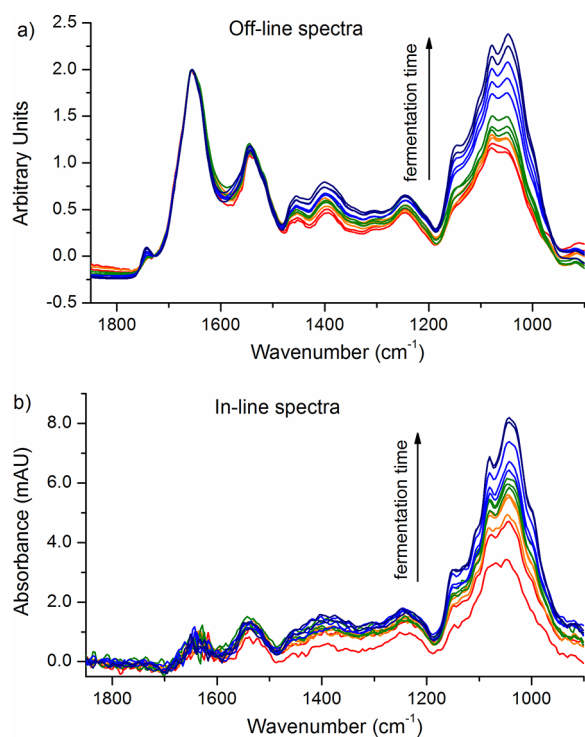 a)
Off-line spectra
2.5
2.0
1.5
1.0
0.5
0.0
-0.5
Arbitrary Units
fermentation time
1800 1600 1400 1200 1000
Wavenumber (cm⁻¹)
b)
In-line spectra
8.0
6.0
4.0
2.0
0.0
Absorbance (mAU)
fermentation time
1800 1600 1400 1200 1000
Wavenumber (cm⁻¹)